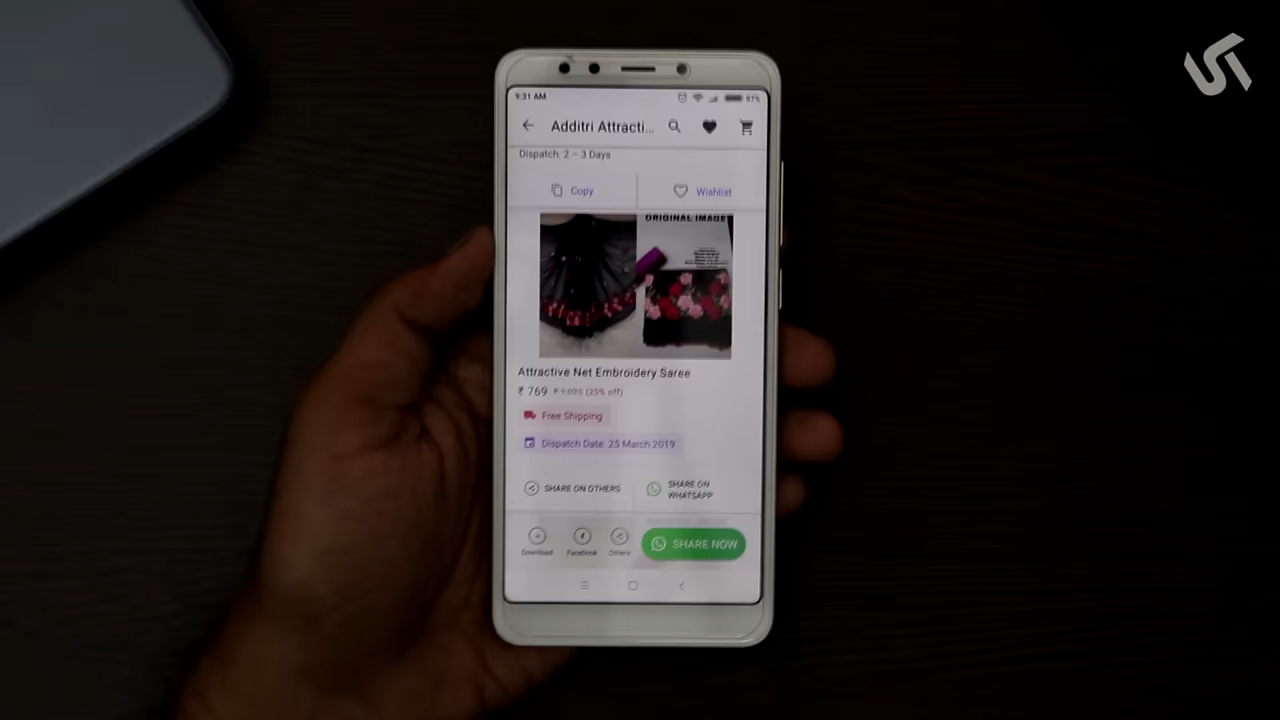 9:31 AM
91%
Additri Attracti...
Dispatch: 2 - 3 Days
Copy
Wishlist
ORIGINAL IMAGE
Attractive Net Embroidery Saree
₹ 769 ₹ 1,025 (25% off)
Free Shipping
Dispatch Date: 25 March 2019
SHARE ON OTHERS
SHARE ON
WHATSAPP
Download
Facebook
Others
SHARE NOW